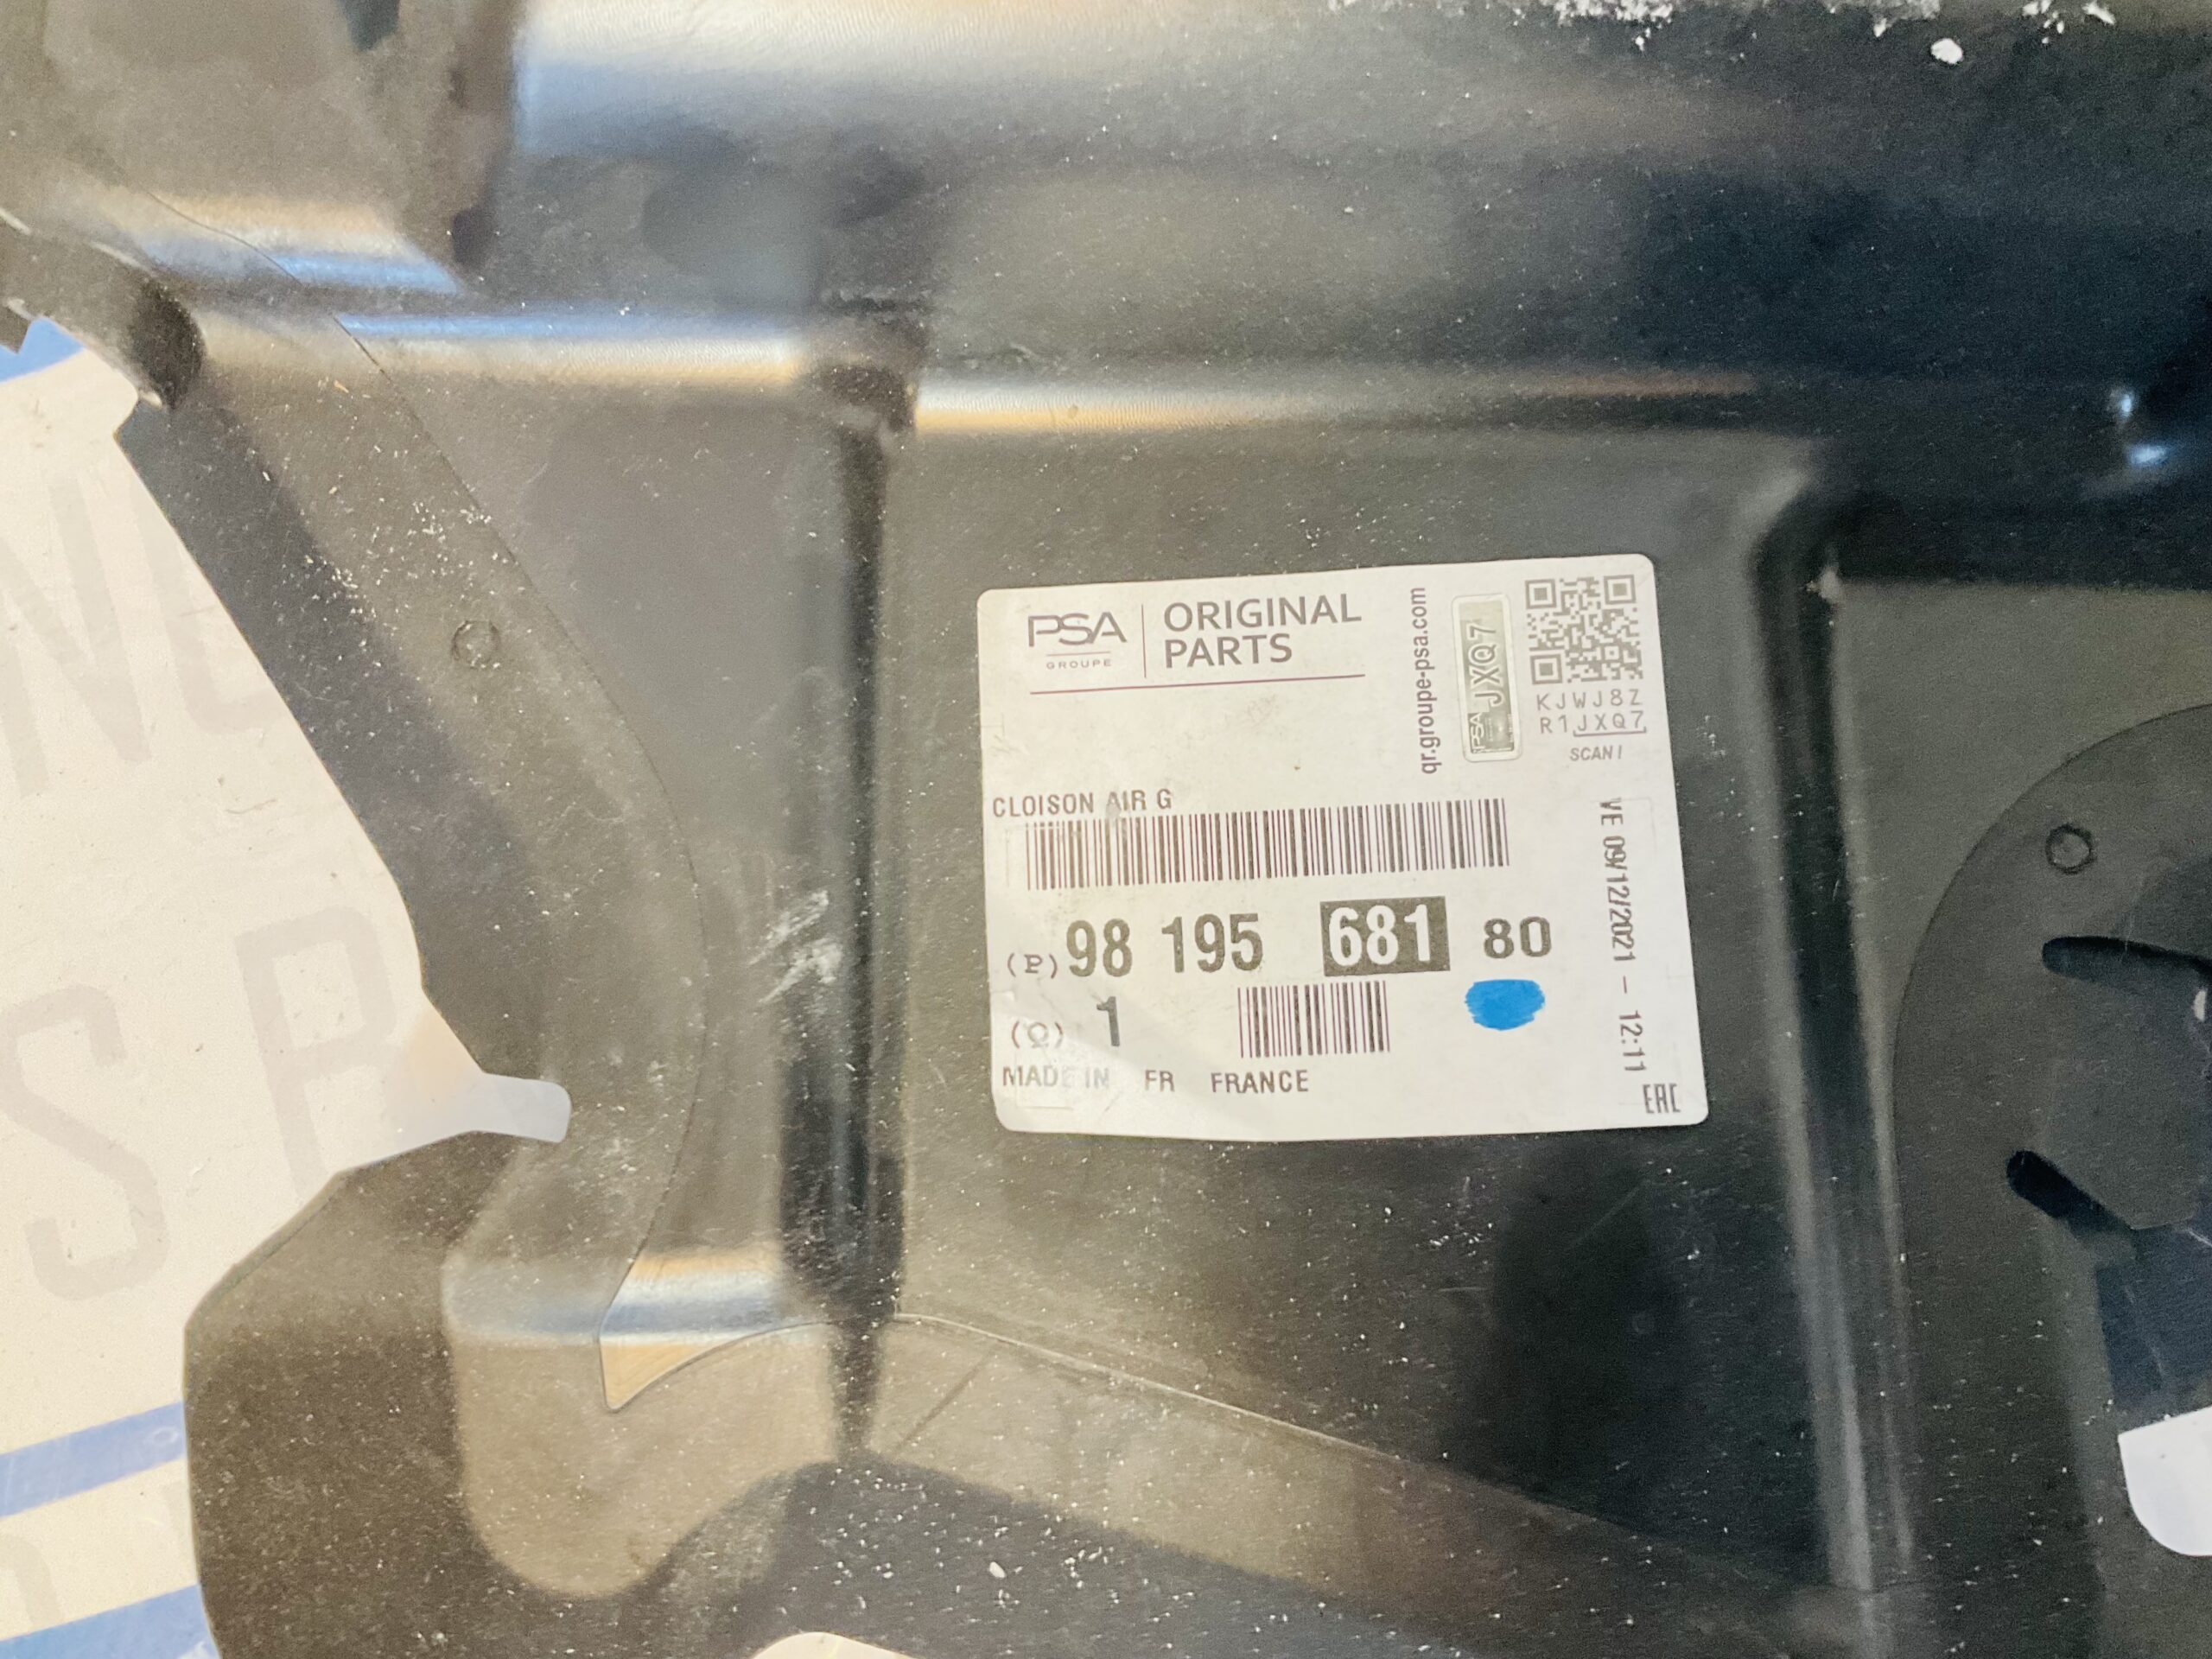 PSA
GROUPE
ORIGINAL
PARTS
qr.groupe-psa.com
PSA
JXQ7
KJWJ8Z
R1JXQ7
SCAN!
CLOISON AIR G
(P) 98 195 681 80
(Q) 1
MADE IN FR FRANCE
VE 09/12/2021 - 12:11
EAC